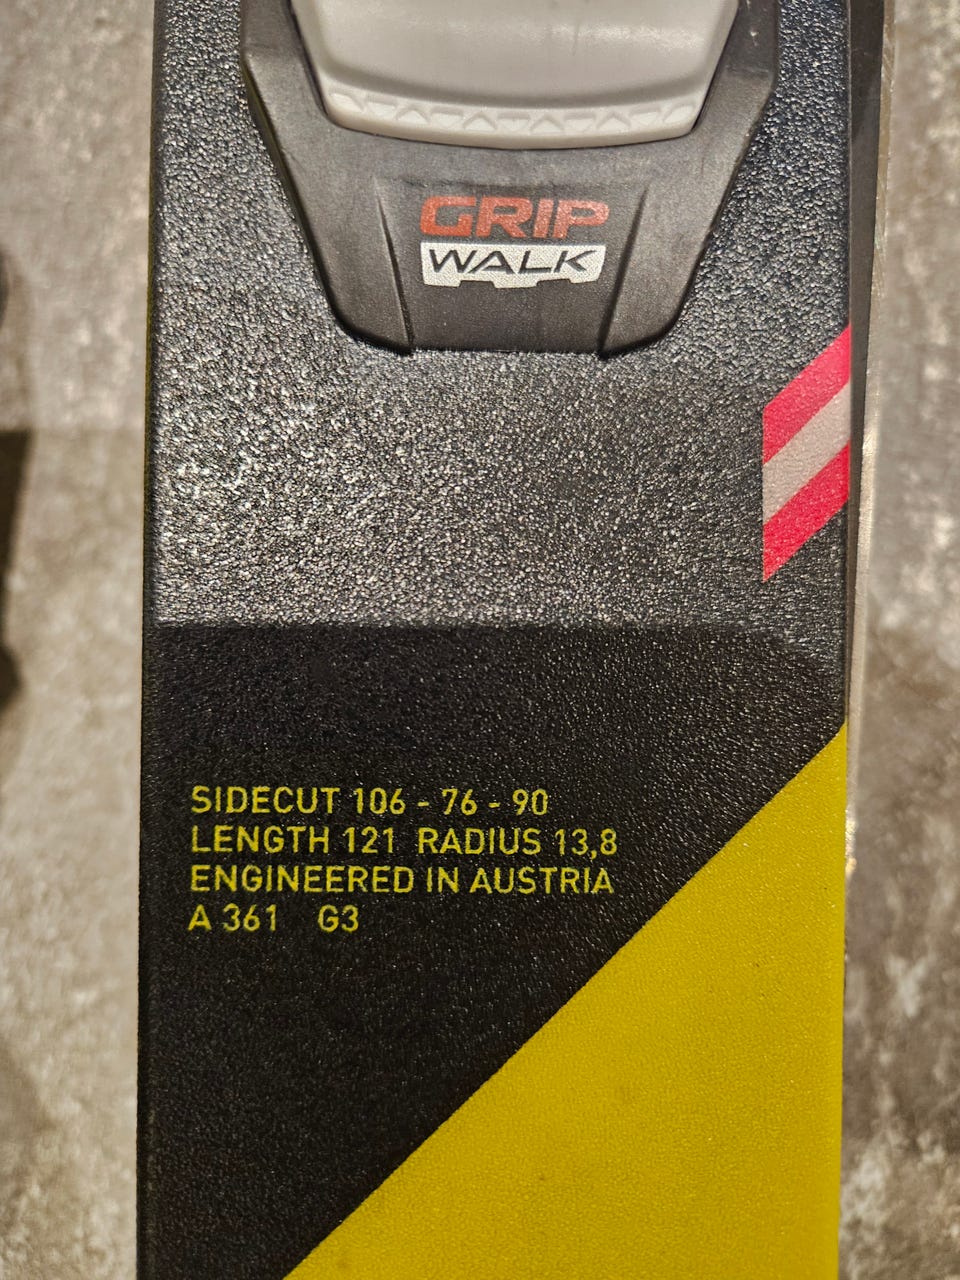 GRIP
WALK
SIDECUT 106 - 76 - 90
LENGTH 121 RADIUS 13,8
ENGINEERED IN AUSTRIA
A 361 G3